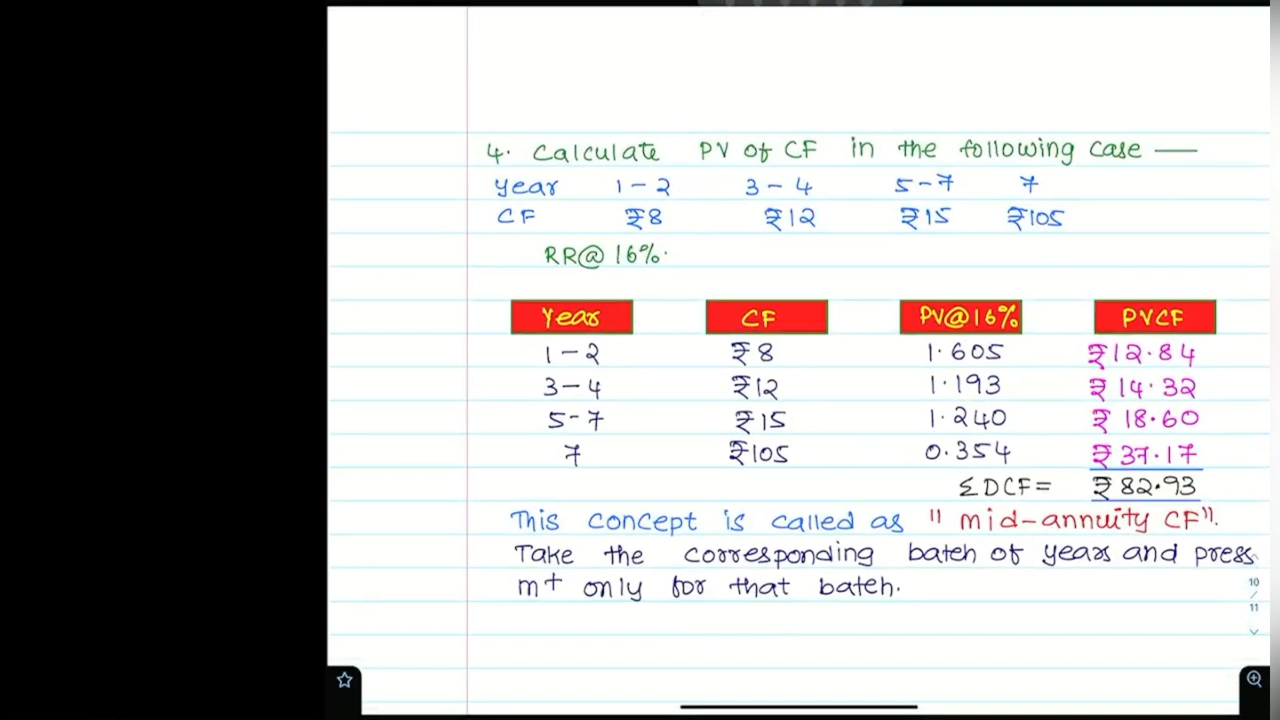 4. Calculate PV of CF in the following case —
Year 1-2 3-4 5-7 7
CF ₹8 ₹12 ₹15 ₹105
RR@ 16%.
Year CF PV@16% PVCF
1-2 ₹8 1.605 ₹12.84
3-4 ₹12 1.193 ₹14.32
5-7 ₹15 1.240 ₹18.60
7 ₹105 0.354 ₹37.17
ΣDCF= ₹82.93
This concept is called as "mid-annuity CF".
Take the corresponding batch of years and press
m+ only for that batch.
10
/
11